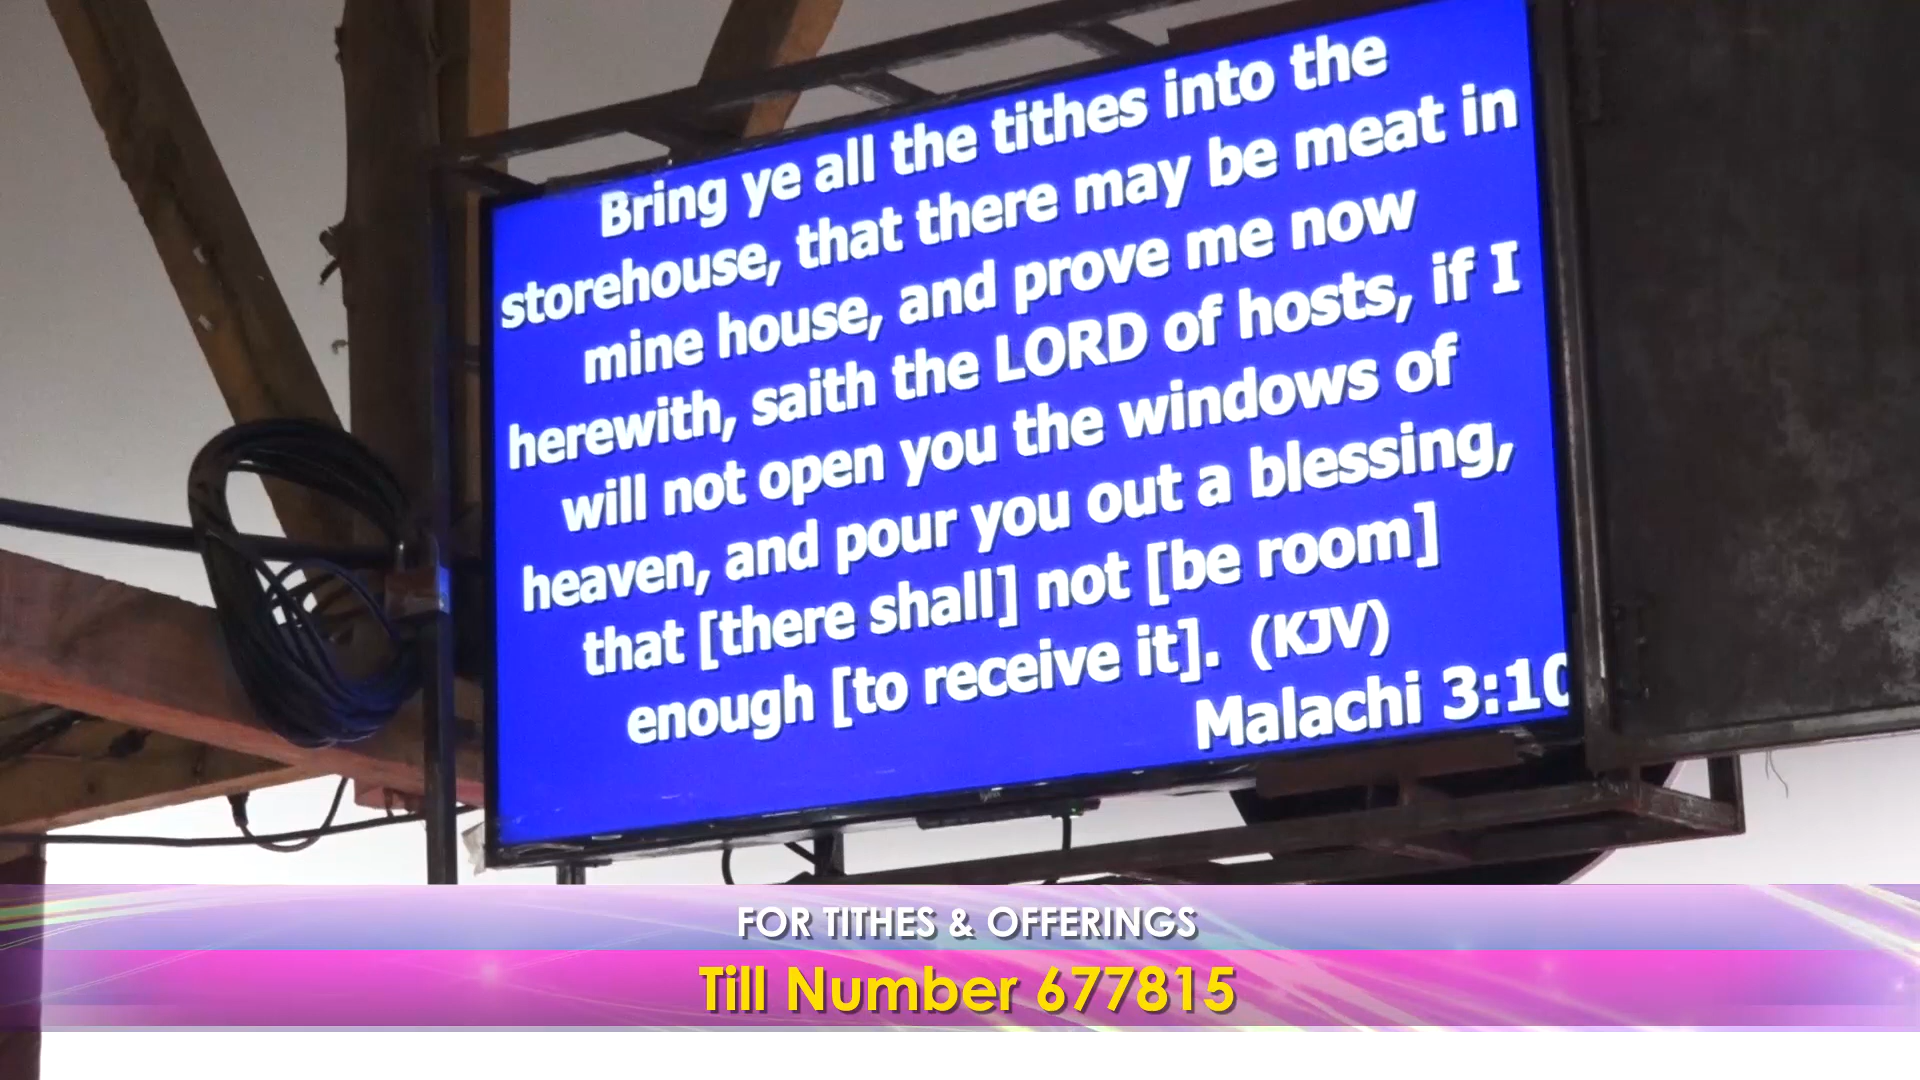 Bring ye all the tithes into the
storehouse, that there may be meat in
mine house, and prove me now
herewith, saith the LORD of hosts, if I
will not open you the windows of
heaven, and pour you out a blessing,
that [there shall] not [be room]
enough [to receive it]. (KJV)
Malachi 3:10
FOR TITHES & OFFERINGS
Till Number 677815